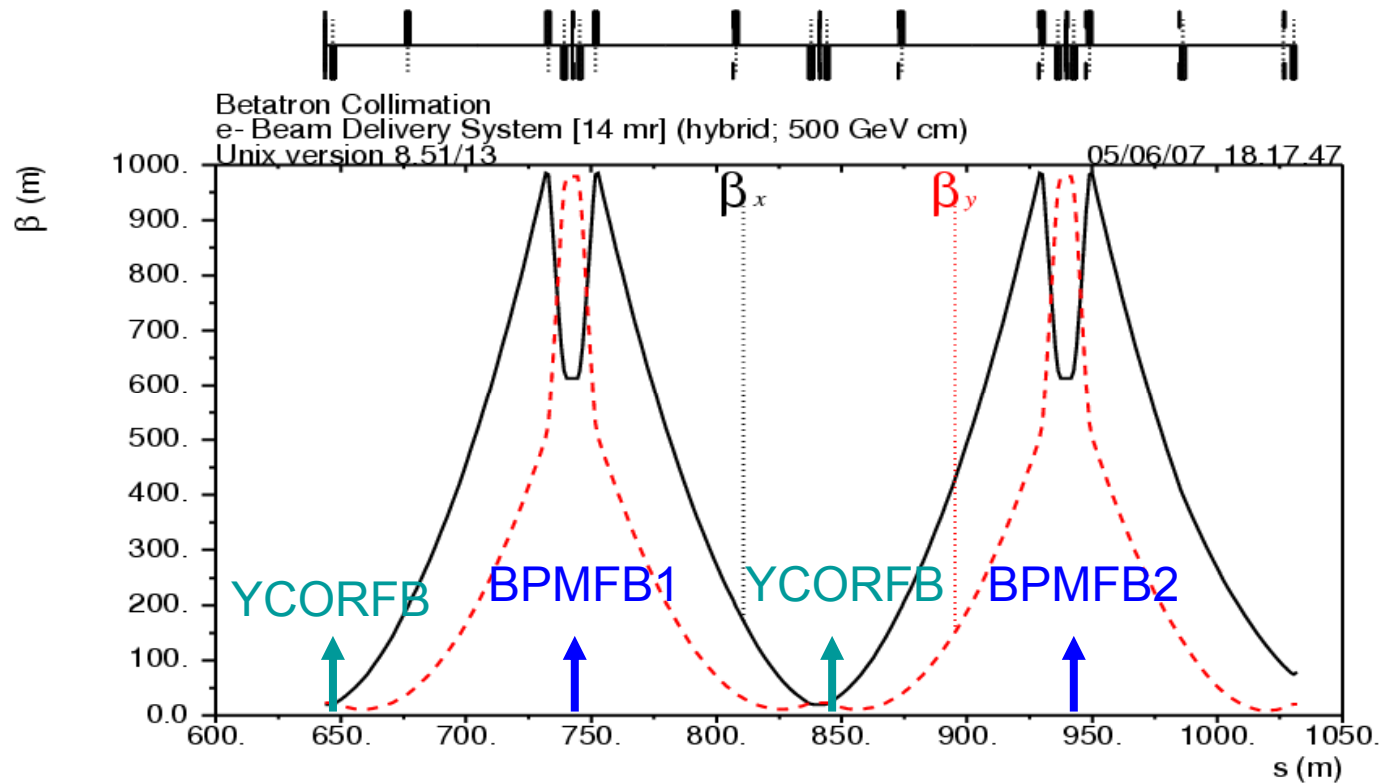 Betatron Collimation
e- Beam Delivery System [14 mr] (hybrid; 500 GeV cm)
Unix version 8.51/13 05/06/07 18.17.47
β (m)
1000.
900.
800.
700.
600.
500.
400.
300.
200.
100.
0.0
β x
β y
YCORFB
BPMFB1
YCORFB
BPMFB2
600. 650. 700. 750. 800. 850. 900. 950. 1000. 1050.
s (m)